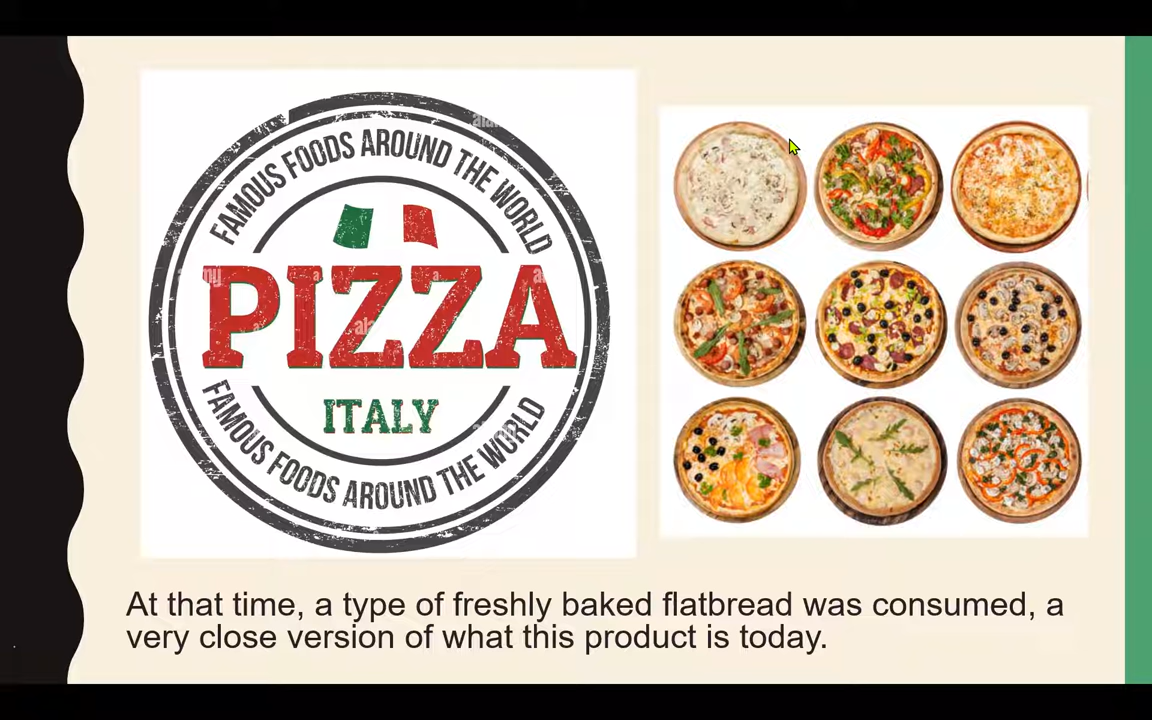 FAMOUS FOODS AROUND THE WORLD
PIZZA
ITALY
FAMOUS FOODS AROUND THE WORLD
At that time, a type of freshly baked flatbread was consumed, a
very close version of what this product is today.